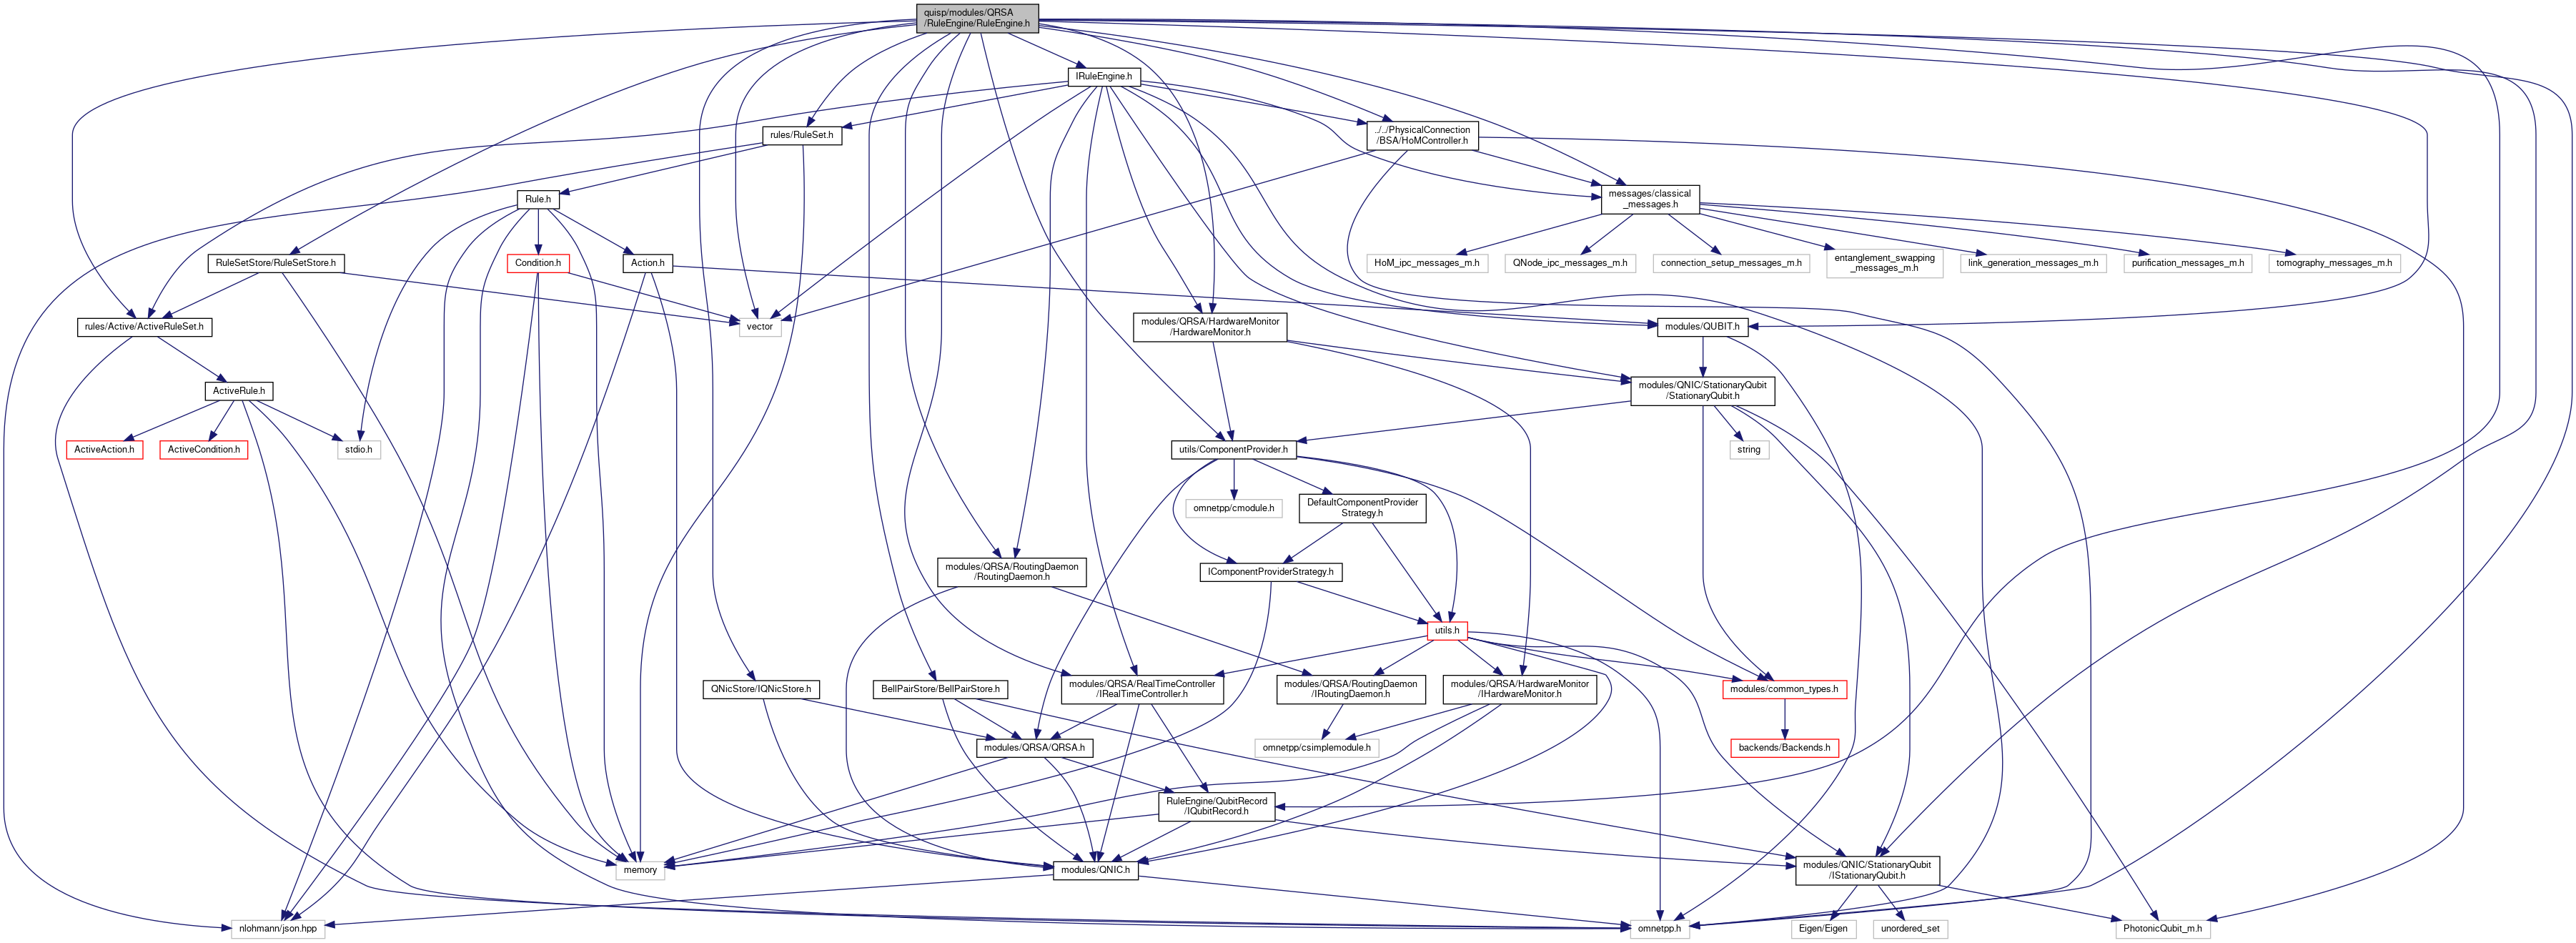 quisp/modules/QRSA
/RuleEngine/RuleEngine.h
IRuleEngine.h
rules/RuleSet.h
../../PhysicalConnection
/BSA/HoMController.h
Rule.h
messages/classical
_messages.h
RuleSetStore/RuleSetStore.h
Condition.h
Action.h
HoM_ipc_messages_m.h
QNode_ipc_messages_m.h
connection_setup_messages_m.h
entanglement_swapping
_messages_m.h
link_generation_messages_m.h
purification_messages_m.h
tomography_messages_m.h
rules/Active/ActiveRuleSet.h
vector
modules/QRSA/HardwareMonitor
/HardwareMonitor.h
modules/QUBIT.h
ActiveRule.h
modules/QNIC/StationaryQubit
/StationaryQubit.h
ActiveAction.h
ActiveCondition.h
stdio.h
utils/ComponentProvider.h
string
omnetpp/cmodule.h
DefaultComponentProvider
Strategy.h
modules/QRSA/RoutingDaemon
/RoutingDaemon.h
IComponentProviderStrategy.h
utils.h
QNicStore/IQNicStore.h
BellPairStore/BellPairStore.h
modules/QRSA/RealTimeController
/IRealTimeController.h
modules/QRSA/RoutingDaemon
/IRoutingDaemon.h
modules/QRSA/HardwareMonitor
/IHardwareMonitor.h
modules/common_types.h
modules/QRSA/QRSA.h
omnetpp/csimplemodule.h
backends/Backends.h
RuleEngine/QubitRecord
/IQubitRecord.h
memory
modules/QNIC.h
modules/QNIC/StationaryQubit
/IStationaryQubit.h
nlohmann/json.hpp
omnetpp.h
Eigen/Eigen
unordered_set
PhotonicQubit_m.h